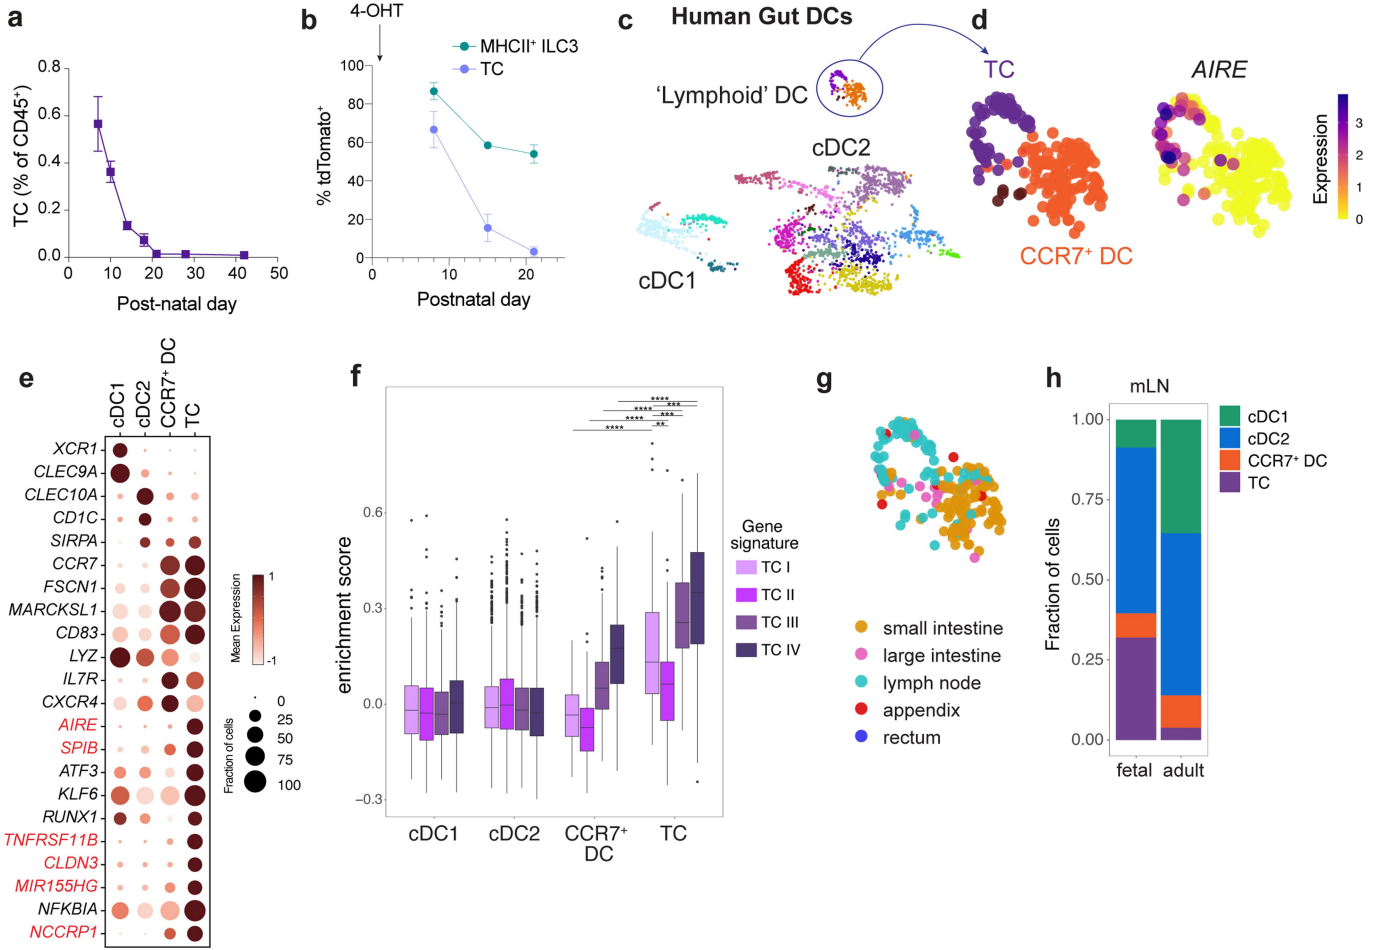 a
TC (% of CD45⁺)
0.8
0.6
0.4
0.2
0.0
0
10
20
30
40
50
Post-natal day
b
4-OHT
MHCII⁺ ILC3
TC
% tdTomato⁺
100
80
60
40
20
0
0
10
20
Postnatal day
c
Human Gut DCs
'Lymphoid' DC
cDC2
cDC1
d
TC
AIRE
CCR7⁺ DC
Expression
3
2
1
0
e
cDC1
cDC2
CCR7⁺ DC
TC
XCR1
CLEC9A
CLEC10A
CD1C
SIRPA
CCR7
FSCN1
MARCKSL1
CD83
LYZ
IL7R
CXCR4
AIRE
SPIB
ATF3
KLF6
RUNX1
TNFRSF11B
CLDN3
MIR155HG
NFKBIA
NCCRP1
Mean Expression
1
-1
Fraction of cells
0
25
50
75
100
f
enrichment score
0.6
0.3
0.0
−0.3
****
***
****
***
****
**
****
cDC1
cDC2
CCR7⁺
DC
TC
Gene
signature
TC I
TC II
TC III
TC IV
g
small intestine
large intestine
lymph node
appendix
rectum
h
mLN
Fraction of cells
1.00
0.75
0.50
0.25
0.00
fetal
adult
cDC1
cDC2
CCR7⁺ DC
TC